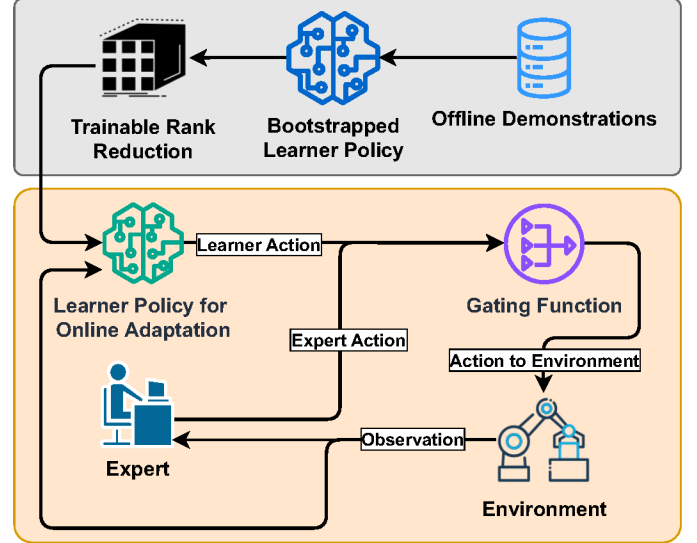 Trainable Rank
Reduction
Bootstrapped
Learner Policy
Offline Demonstrations
Learner Action
Learner Policy for
Online Adaptation
Gating Function
Expert Action
Action to Environment
Observation
Expert
Environment